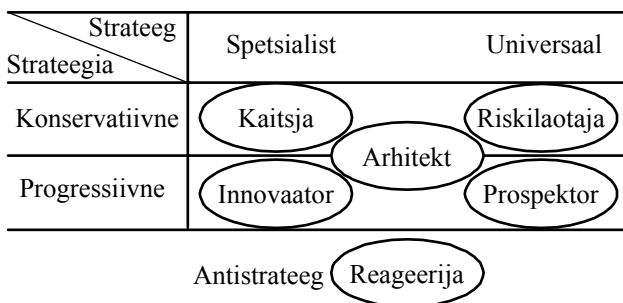 Strateeg
Strateegia
Spetsialist
Universaal
Konservatiivne
Kaitsja
Riskilaotaja
Arhitekt
Progressiivne
Innovaator
Prospektor
Antistrateeg
Reageerija